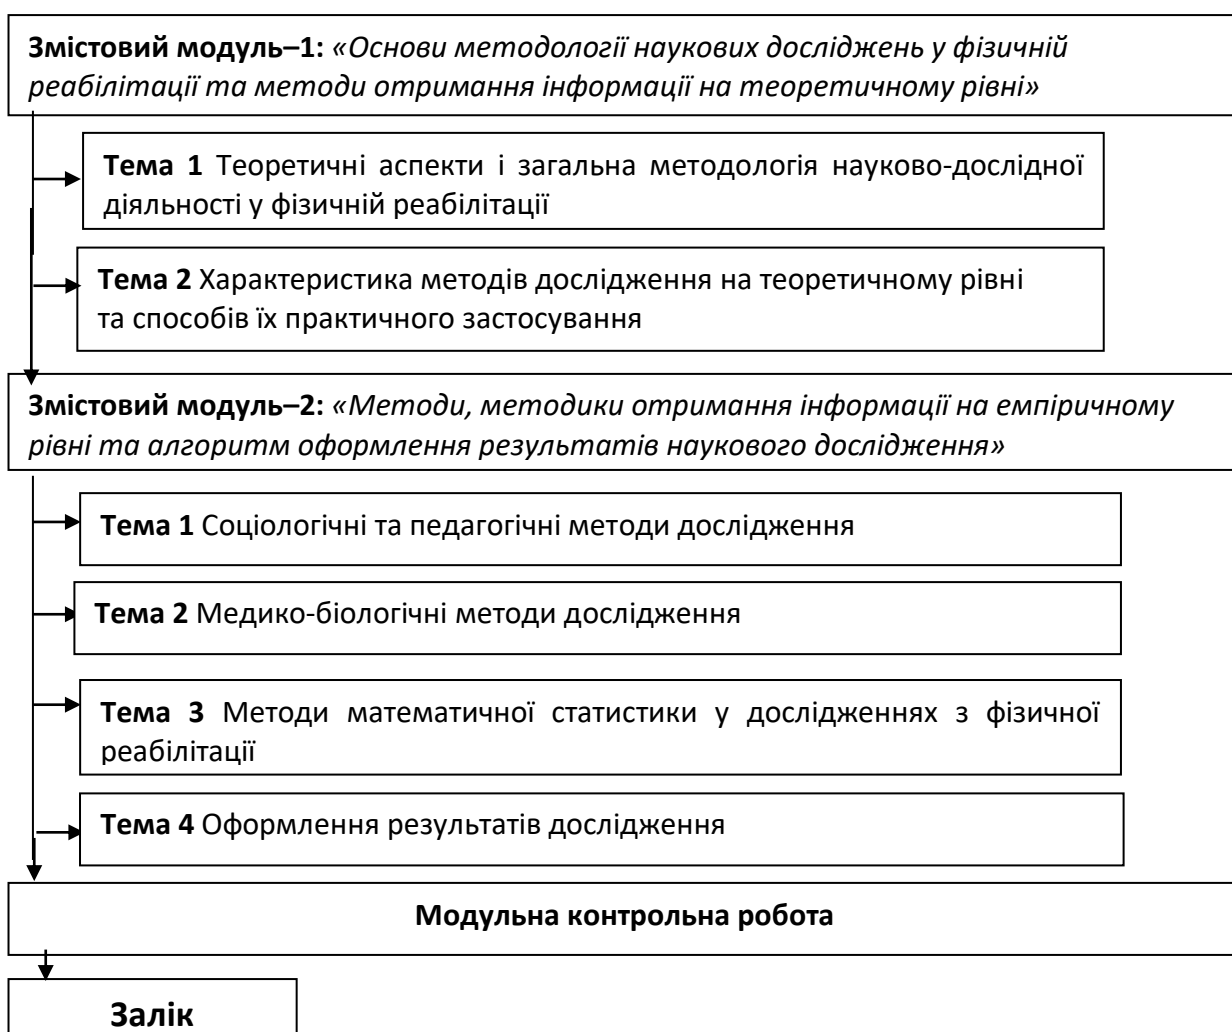 Змістовий модуль–1: «Основи методології наукових досліджень у фізичній
реабілітації та методи отримання інформації на теоретичному рівні»
Тема 1 Теоретичні аспекти і загальна методологія науково-дослідної
діяльності у фізичній реабілітації
Тема 2 Характеристика методів дослідження на теоретичному рівні
та способів їх практичного застосування
Змістовий модуль–2: «Методи, методики отримання інформації на емпіричному
рівні та алгоритм оформлення результатів наукового дослідження»
Тема 1 Соціологічні та педагогічні методи дослідження
Тема 2 Медико-біологічні методи дослідження
Тема 3 Методи математичної статистики у дослідженнях з фізичної
реабілітації
Тема 4 Оформлення результатів дослідження
Модульна контрольна робота
Залік